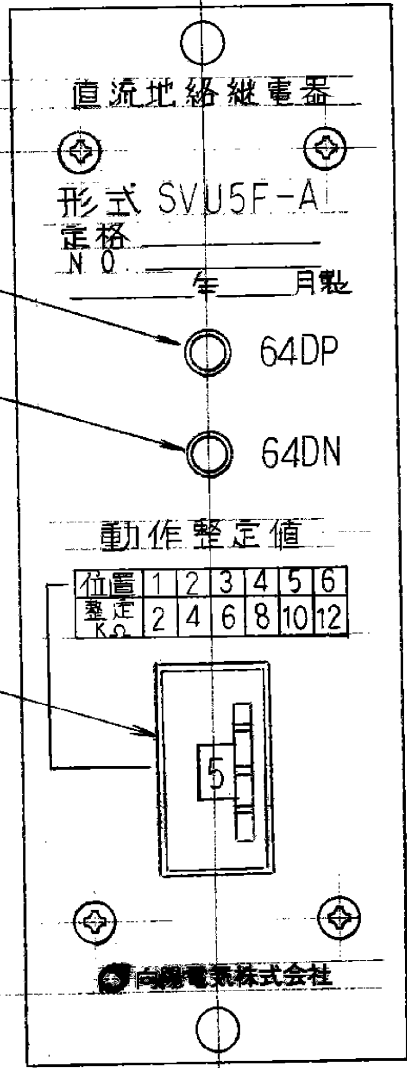 直流地絡継電器
形式 SVU5F-A
定格
NO.
年 月製
64DP
64DN
動作整定値
位置 1 2 3 4 5 6
整定 KΩ 2 4 6 8 10 12
5
向陽電気株式会社